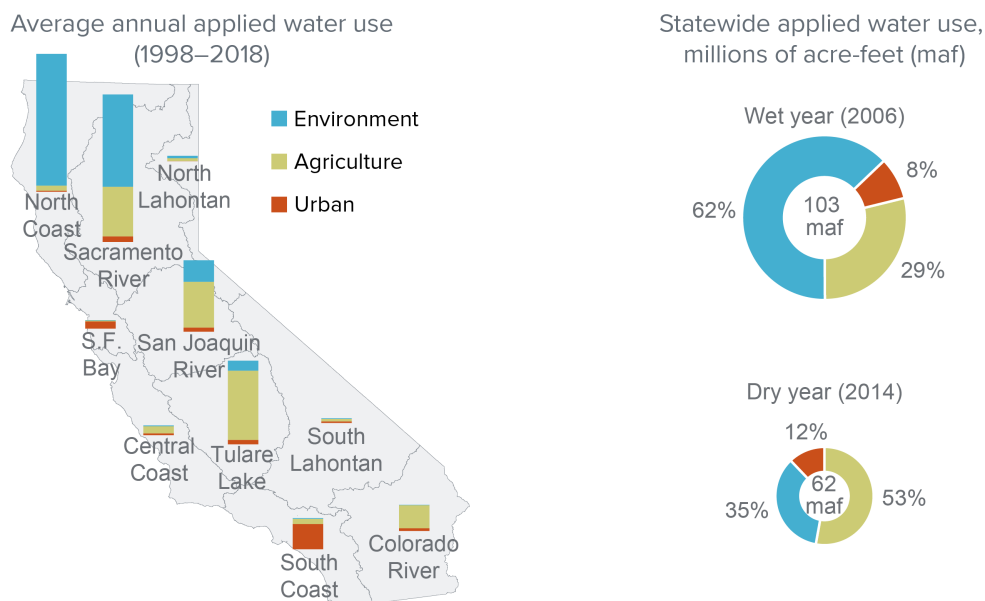 Average annual applied water use
(1998–2018)
Environment
Agriculture
Urban
North
Coast
Sacramento
River
North
Lahontan
S.F.
Bay
San Joaquin
River
Central
Coast
Tulare
Lake
South
Lahontan
South
Coast
Colorado
River
Statewide applied water use,
millions of acre-feet (maf)
Wet year (2006)
62%
103
maf
8%
29%
Dry year (2014)
12%
62
maf
35%
53%